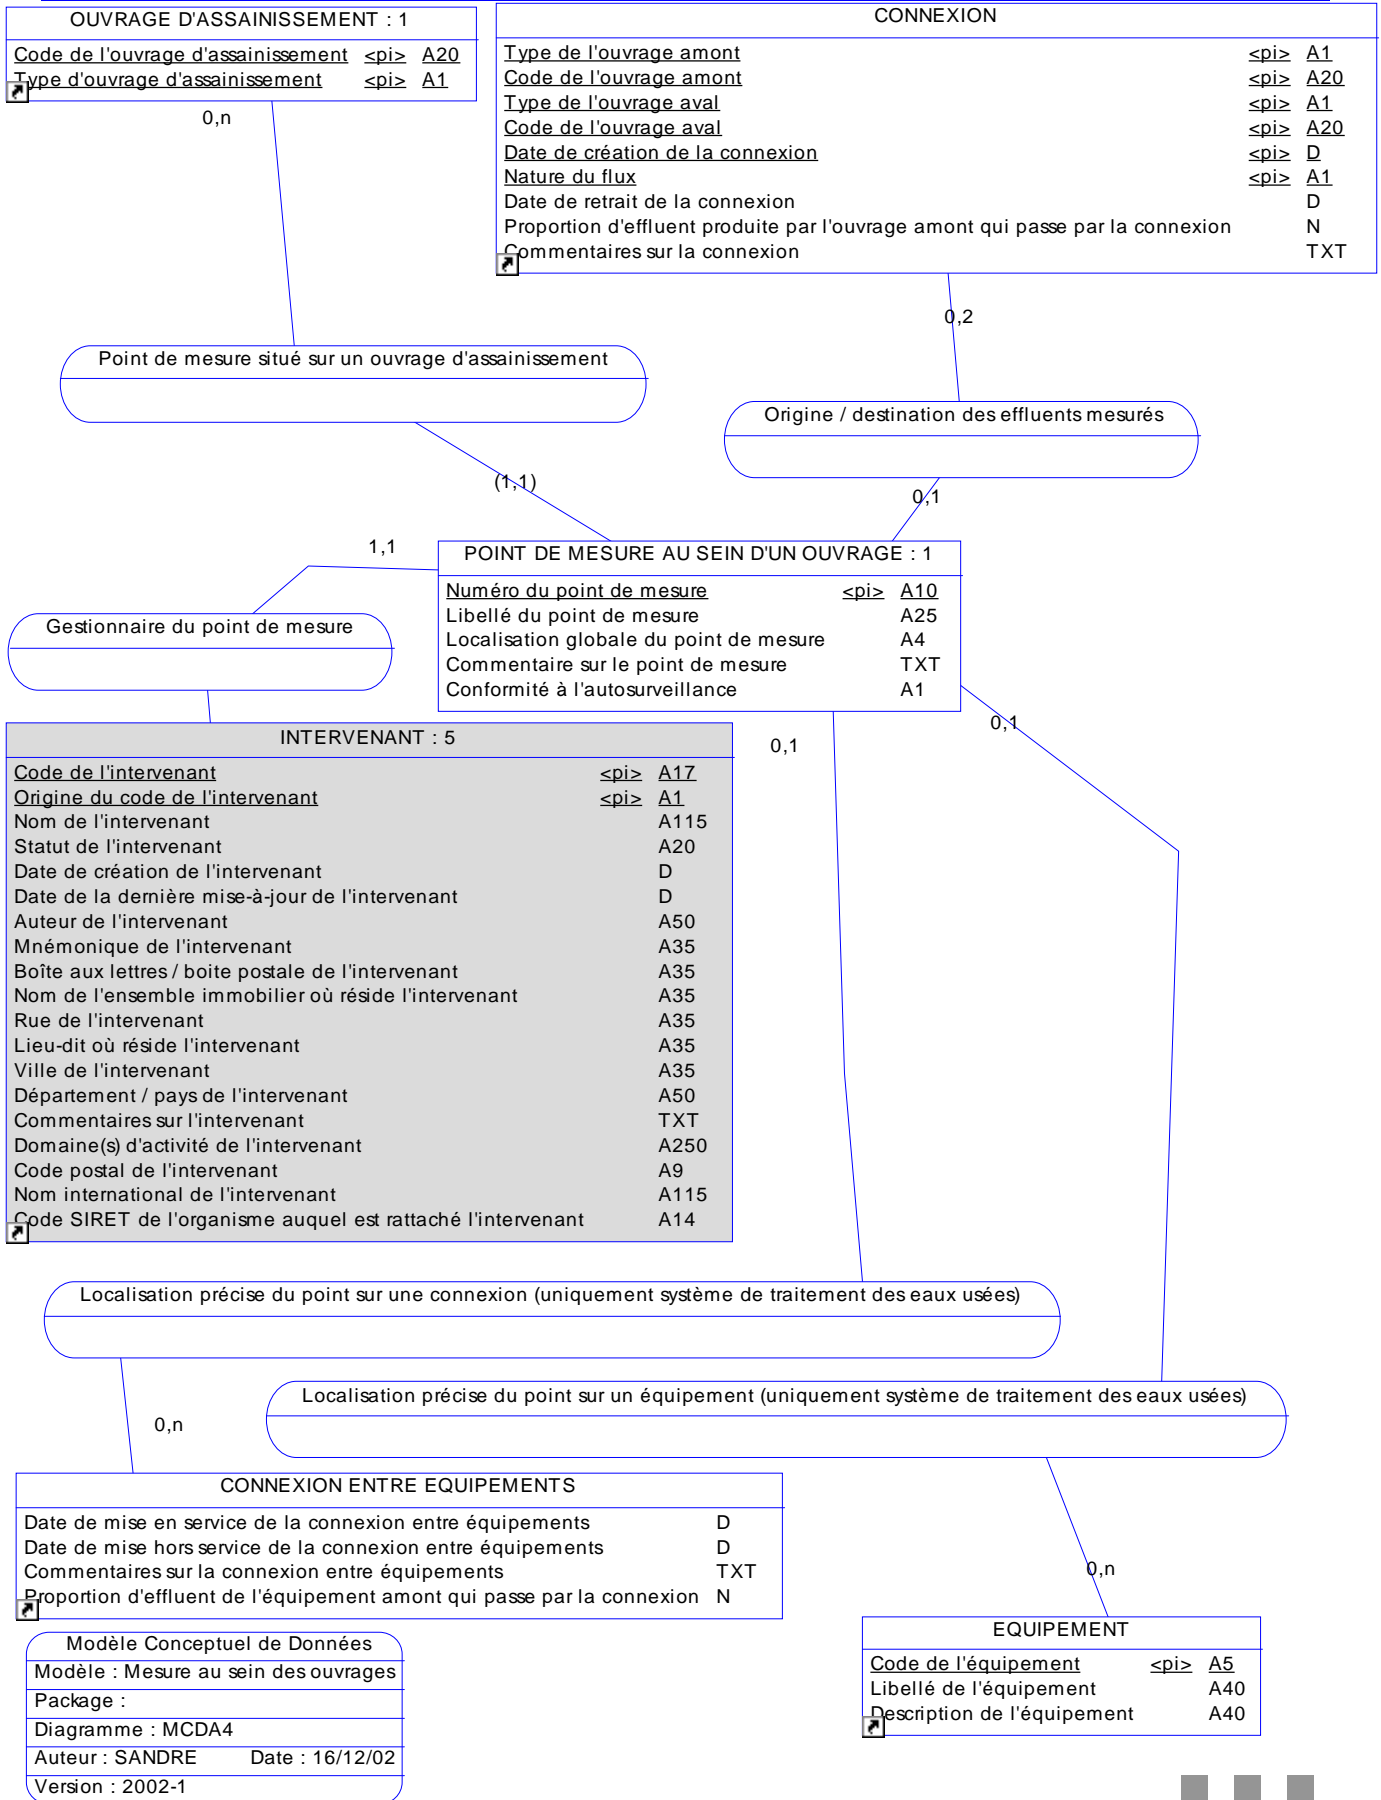 OUVRAGE D'ASSAINISSEMENT : 1
Code de l'ouvrage d'assainissement <pi> A20
Type d'ouvrage d'assainissement <pi> A1
CONNEXION
Type de l'ouvrage amont <pi> A1
Code de l'ouvrage amont <pi> A20
Type de l'ouvrage aval <pi> A1
Code de l'ouvrage aval <pi> A20
Date de création de la connexion <pi> D
Nature du flux <pi> A1
Date de retrait de la connexion D
Proportion d'effluent produite par l'ouvrage amont qui passe par la connexion N
Commentaires sur la connexion TXT
0,n
0,2
Point de mesure situé sur un ouvrage d'assainissement
Origine / destination des effluents mesurés
(1,1)
0,1
1,1
POINT DE MESURE AU SEIN D'UN OUVRAGE : 1
Numéro du point de mesure <pi> A10
Libellé du point de mesure A25
Localisation globale du point de mesure A4
Commentaire sur le point de mesure TXT
Conformité à l'autosurveillance A1
Gestionnaire du point de mesure
0,1
0,1
INTERVENANT : 5
Code de l'intervenant <pi> A17
Origine du code de l'intervenant <pi> A1
Nom de l'intervenant A115
Statut de l'intervenant A20
Date de création de l'intervenant D
Date de la dernière mise-à-jour de l'intervenant D
Auteur de l'intervenant A50
Mnémonique de l'intervenant A35
Boîte aux lettres / boite postale de l'intervenant A35
Nom de l'ensemble immobilier où réside l'intervenant A35
Rue de l'intervenant A35
Lieu-dit où réside l'intervenant A35
Ville de l'intervenant A35
Département / pays de l'intervenant A50
Commentaires sur l'intervenant TXT
Domaine(s) d'activité de l'intervenant A250
Code postal de l'intervenant A9
Nom international de l'intervenant A115
Code SIRET de l'organisme auquel est rattaché l'intervenant A14
Localisation précise du point sur une connexion (uniquement système de traitement des eaux usées)
Localisation précise du point sur un équipement (uniquement système de traitement des eaux usées)
0,n
CONNEXION ENTRE EQUIPEMENTS
Date de mise en service de la connexion entre équipements D
Date de mise hors service de la connexion entre équipements D
Commentaires sur la connexion entre équipements TXT
Proportion d'effluent de l'équipement amont qui passe par la connexion N
0,n
EQUIPEMENT
Code de l'équipement <pi> A5
Libellé de l'équipement A40
Description de l'équipement A40
Modèle Conceptuel de Données
Modèle : Mesure au sein des ouvrages
Package :
Diagramme : MCDA4
Auteur : SANDRE Date : 16/12/02
Version : 2002-1